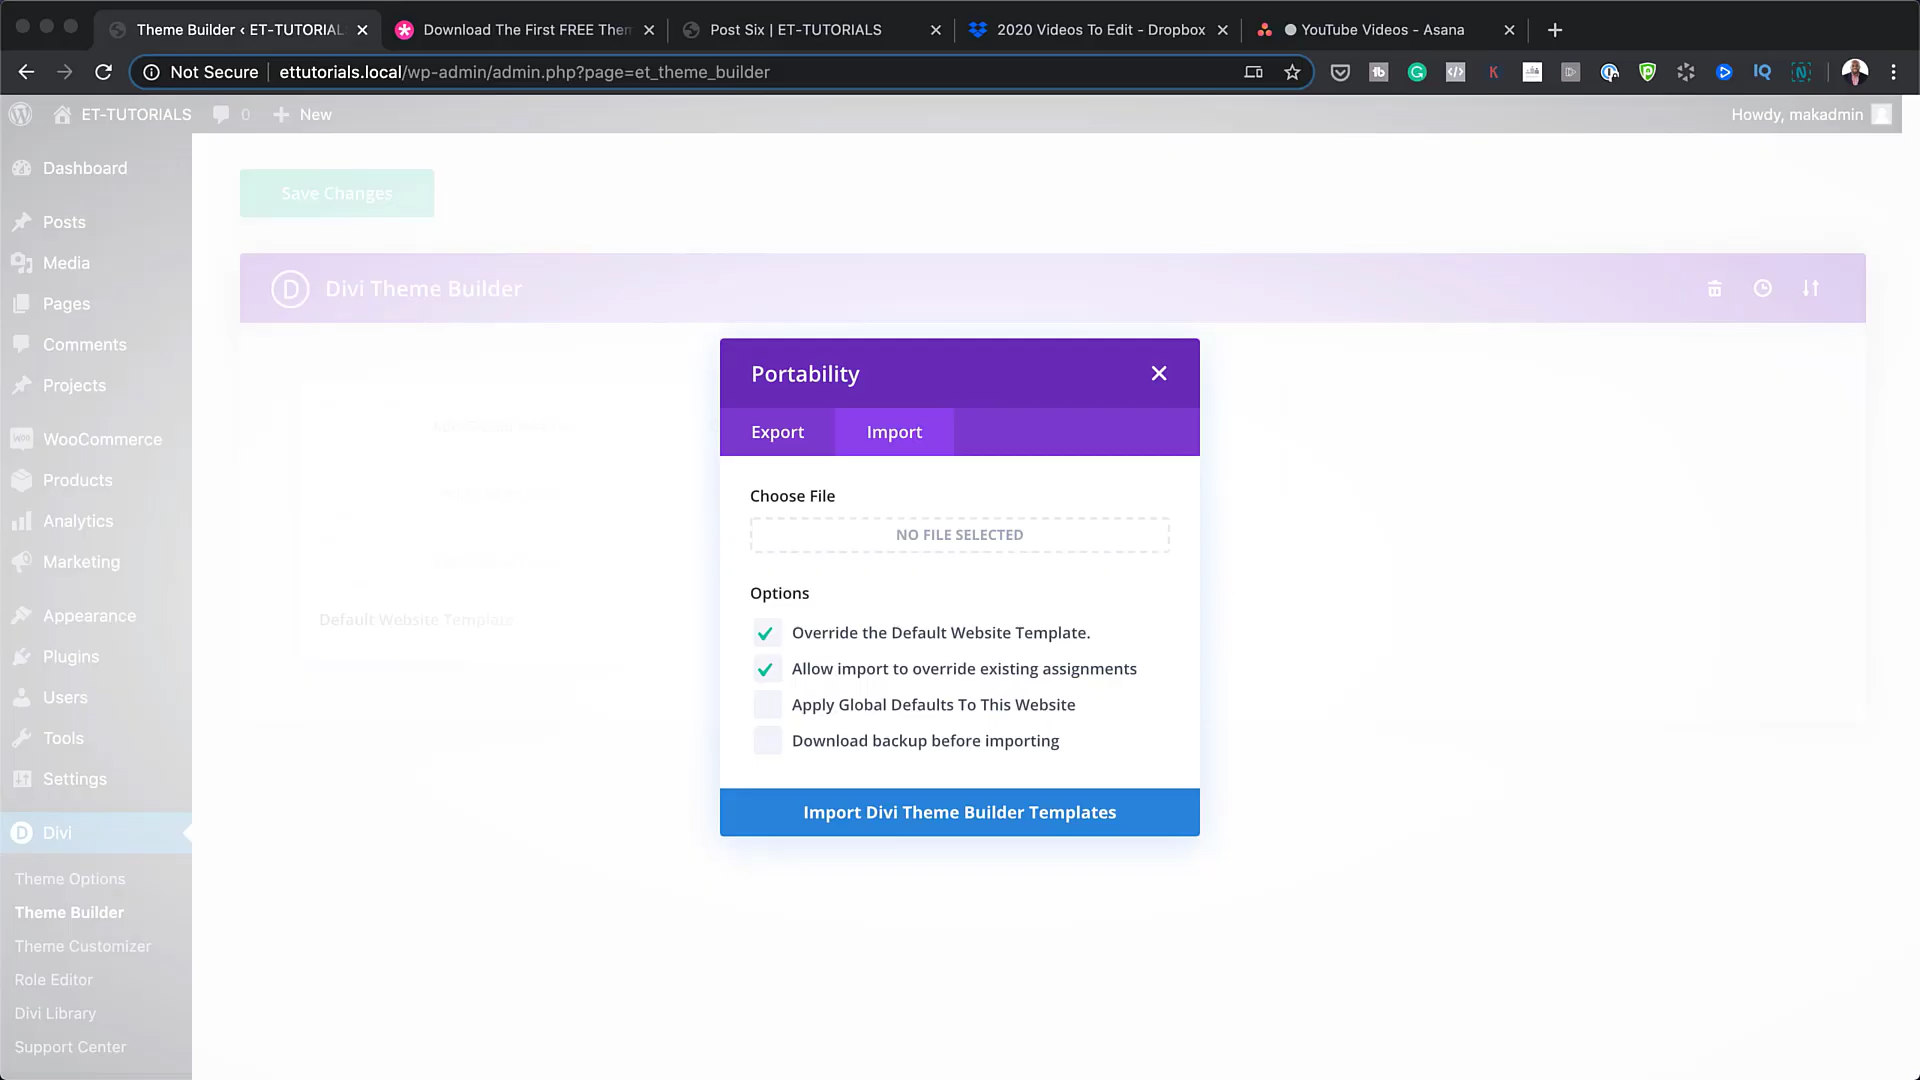 Theme Builder ‹ ET-TUTORIAL
Download The First FREE Them
Post Six | ET-TUTORIALS
2020 Videos To Edit - Dropbox
YouTube Videos - Asana
Not Secure
ettutorials.local/wp-admin/admin.php?page=et_theme_builder
ET-TUTORIALS
0
New
Howdy, makadmin
Dashboard
Posts
Media
Pages
Comments
Projects
WooCommerce
Products
Analytics
Marketing
Appearance
Plugins
Users
Tools
Settings
Divi
Theme Options
Theme Builder
Theme Customizer
Role Editor
Divi Library
Support Center
Save Changes
Divi Theme Builder
Default Website Template
Portability
Export
Import
Choose File
NO FILE SELECTED
Options
Override the Default Website Template.
Allow import to override existing assignments
Apply Global Defaults To This Website
Download backup before importing
Import Divi Theme Builder Templates